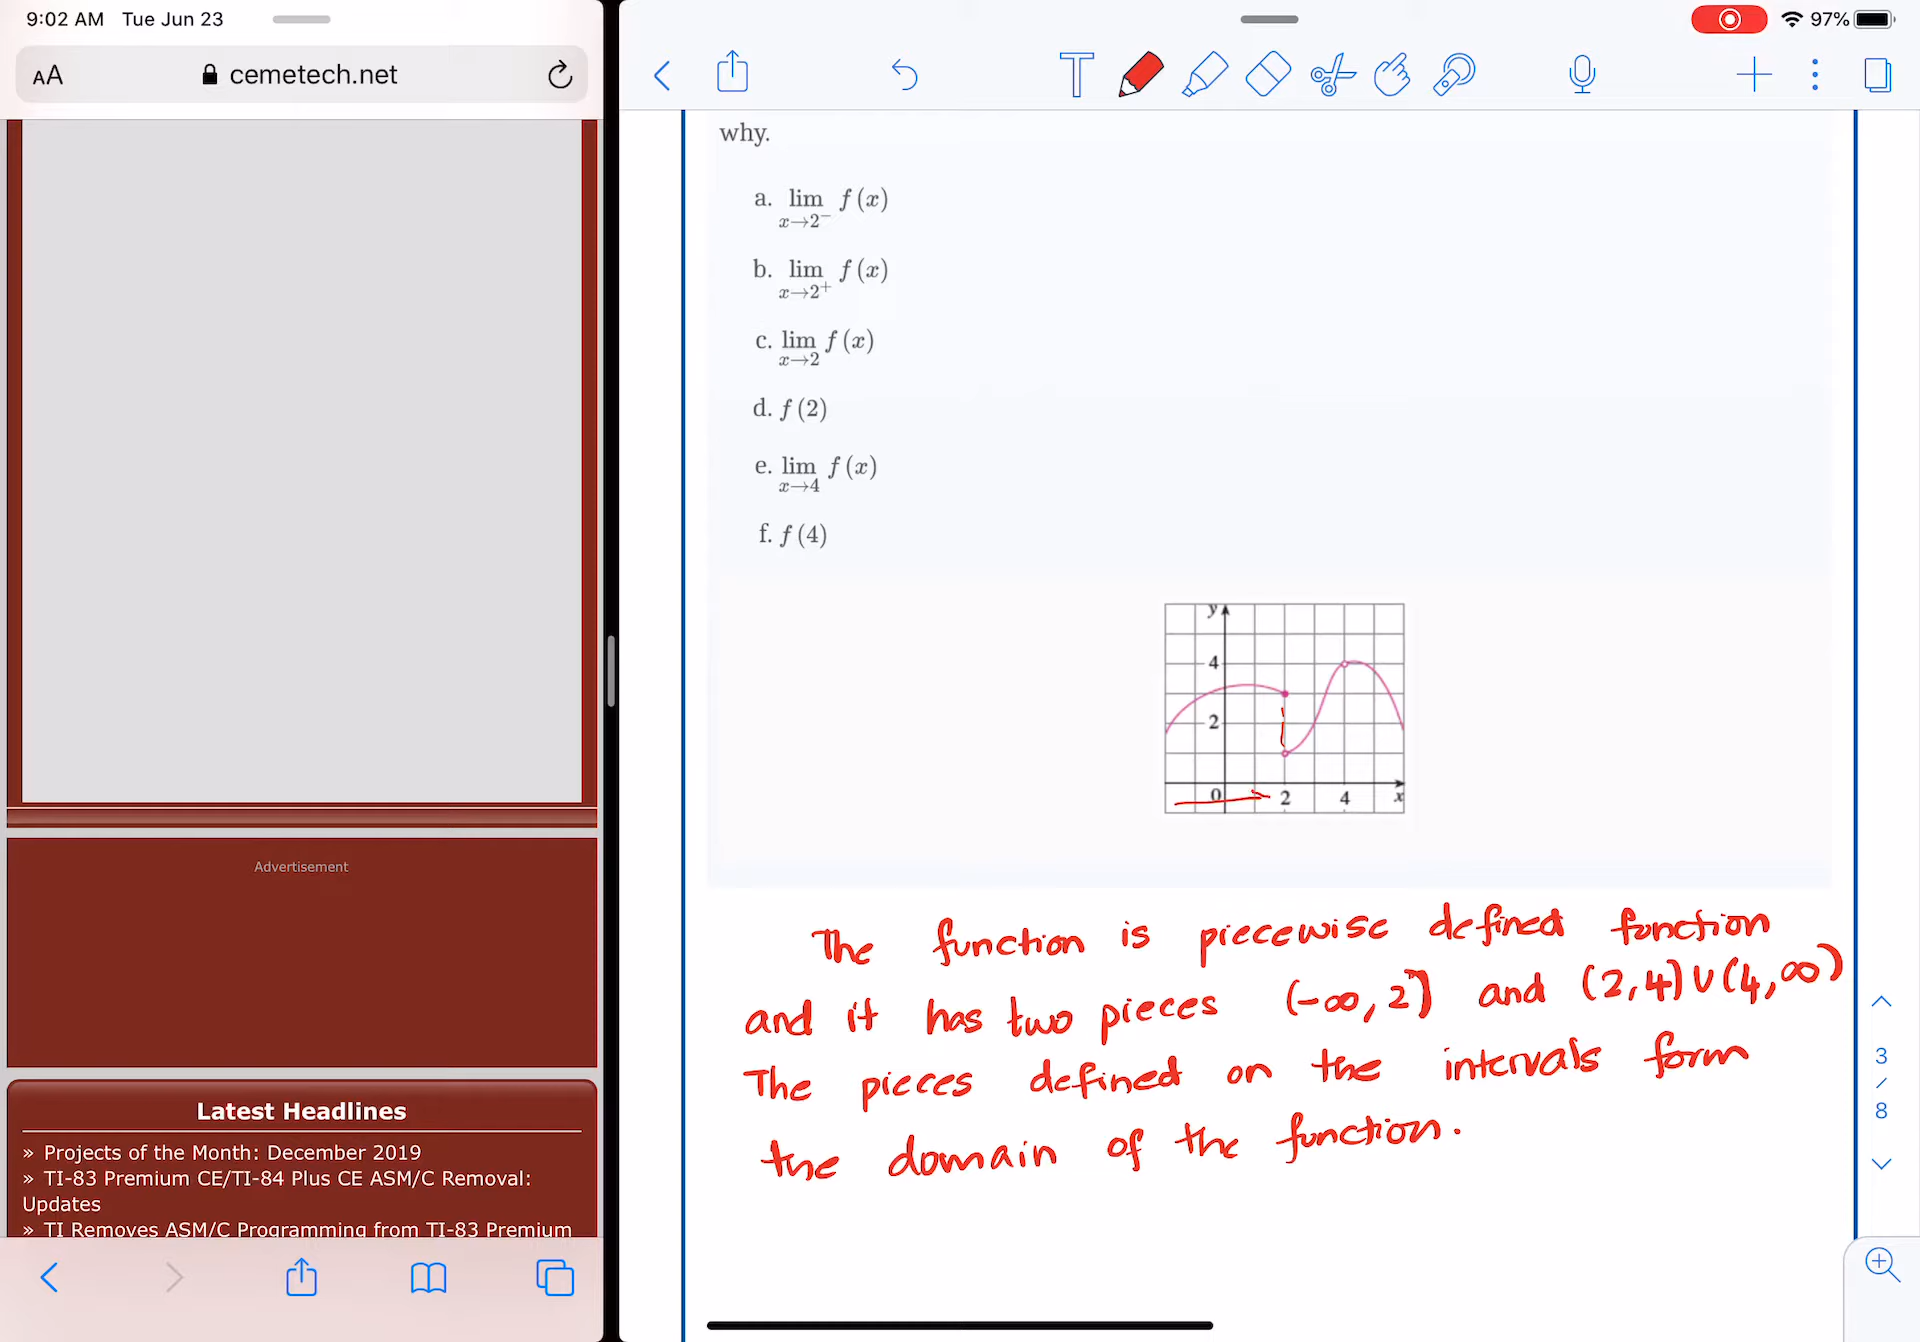 9:02 AM Tue Jun 23
97%
AA cemetech.net
Advertisement
Latest Headlines
» Projects of the Month: December 2019
» TI-83 Premium CE/TI-84 Plus CE ASM/C Removal:
Updates
» TI Removes ASM/C Programming from TI-83 Premium
T
why.
a. lim f (x)
x→2⁻
b. lim f (x)
x→2⁺
c. lim f (x)
x→2
d. f (2)
e. lim f (x)
x→4
f. f (4)
y
4
2
0 2 4 x
The function is piecewise defined function
and it has two pieces (-∞, 2] and (2,4)∪(4,∞)
The pieces defined on the intervals form
the domain of the function.
3
/
8